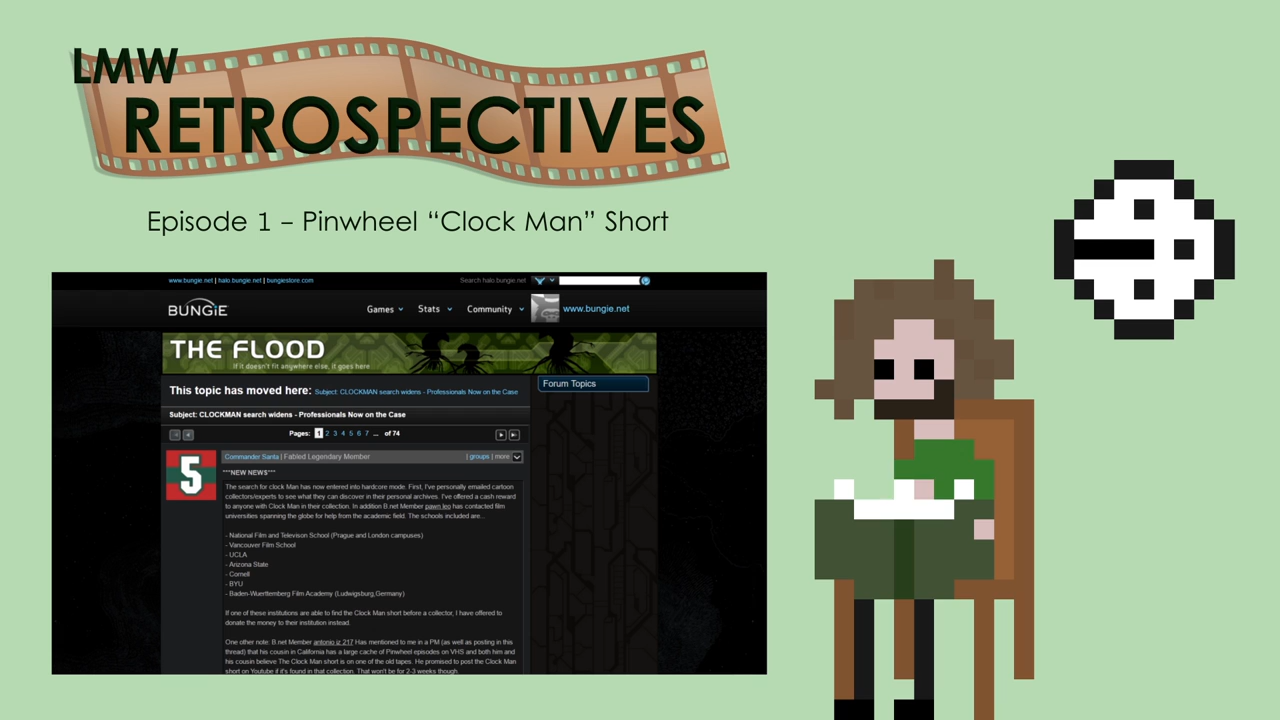 LMW
RETROSPECTIVES
Episode 1 – Pinwheel “Clock Man” Short
www.bungie.net | halo.bungie.net | bungiestore.com
Search halo.bungie.net
BUNGiE
Games
Stats
Community
www.bungie.net
THE FLOOD
If it doesn't fit anywhere else, it goes here
This topic has moved here: Subject: CLOCKMAN search widens - Professionals Now on the Case
Forum Topics
Subject: CLOCKMAN search widens - Professionals Now on the Case
Pages: 1 2 3 4 5 6 7 ... of 74
5
Commander Santa | Fabled Legendary Member
| groups | more
***NEW NEWS***
The search for clock Man has now entered into hardcore mode. First, I've personally emailed cartoon
collectors/experts to see what they can discover in their personal archives. I've offered a cash reward
to anyone with Clock Man in their collection. In addition B.net Member pawn leo has contacted film
universities spanning the globe for help from the academic field. The schools included are...
- National Film and Televison School (Prague and London campuses)
- Vancouver Film School
- UCLA
- Arizona State
- Cornell
- BYU
- Baden-Wuerttemberg Film Academy (Ludwigsburg,Germany)
If one of these institutions are able to find the Clock Man short before a collector, I have offered to
donate the money to their institution instead.
One other note: B.net Member antonio iz 217 Has mentioned to me in a PM (as well as posting in this
thread) that his cousin in California has a large cache of Pinwheel episodes on VHS and both him and
his cousin believe The Clock Man short is on one of the old tapes. He promised to post the Clock Man
short on Youtube if it's found in that collection. That won't be for 2-3 weeks though.